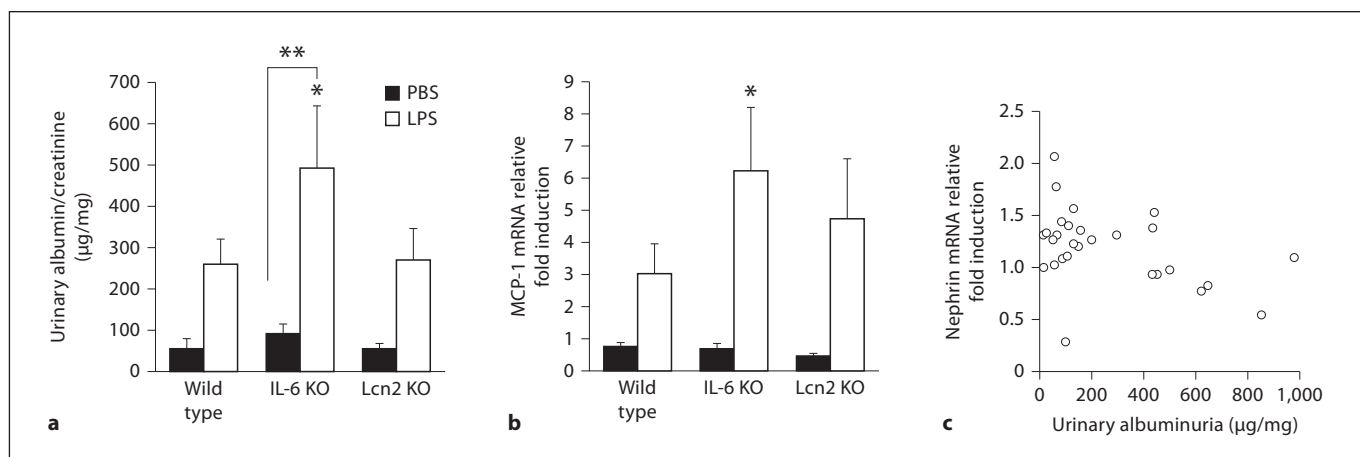 Urinary albumin/creatinine
(µg/mg)
700
600
500
400
300
200
100
0
**
*
PBS
LPS
Wild
type
IL-6 KO
Lcn2 KO
a
MCP-1 mRNA relative
fold induction
9
8
7
6
5
4
3
2
1
0
*
Wild
type
IL-6 KO
Lcn2 KO
b
Nephrin mRNA relative
fold induction
2.5
2.0
1.5
1.0
0.5
0
0
200
400
600
800
1,000
Urinary albuminuria (µg/mg)
c